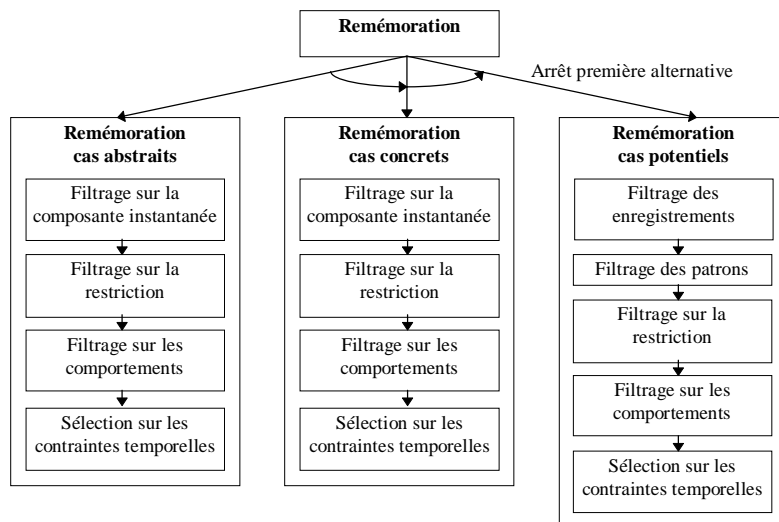 Remémoration
Arrêt première alternative
Remémoration
cas abstraits
Filtrage sur la
composante instantanée
Filtrage sur la
restriction
Filtrage sur les
comportements
Sélection sur les
contraintes temporelles
Remémoration
cas concrets
Filtrage sur la
composante instantanée
Filtrage sur la
restriction
Filtrage sur les
comportements
Sélection sur les
contraintes temporelles
Remémoration
cas potentiels
Filtrage des
enregistrements
Filtrage des patrons
Filtrage sur la
restriction
Filtrage sur les
comportements
Sélection sur les
contraintes temporelles